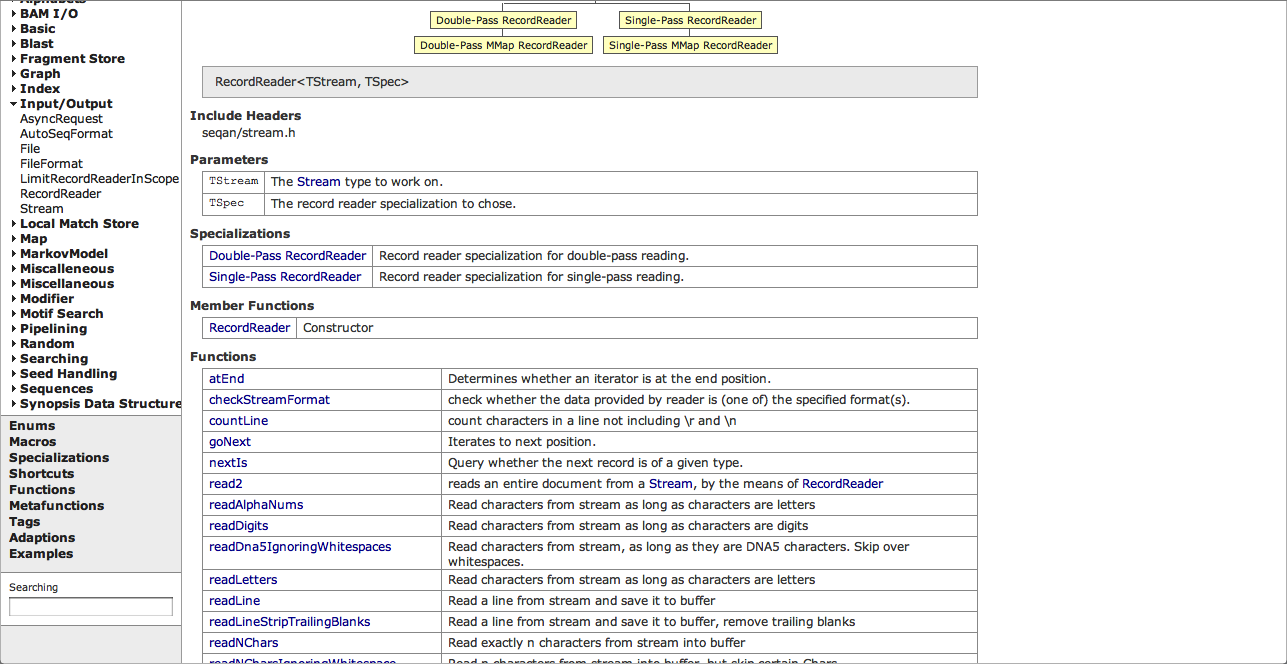 Alphabets
BAM I/O
Basic
Blast
Fragment Store
Graph
Index
Input/Output
AsyncRequest
AutoSeqFormat
File
FileFormat
LimitRecordReaderInScope
RecordReader
Stream
Local Match Store
Map
MarkovModel
Miscalleneous
Miscellaneous
Modifier
Motif Search
Pipelining
Random
Searching
Seed Handling
Sequences
Synopsis Data Structure
Enums
Macros
Specializations
Shortcuts
Functions
Metafunctions
Tags
Adaptions
Examples
Searching
Double-Pass RecordReader Single-Pass RecordReader
Double-Pass MMap RecordReader Single-Pass MMap RecordReader
RecordReader<TStream, TSpec>
Include Headers
seqan/stream.h
Parameters
TStream The Stream type to work on.
TSpec The record reader specialization to chose.
Specializations
Double-Pass RecordReader Record reader specialization for double-pass reading.
Single-Pass RecordReader Record reader specialization for single-pass reading.
Member Functions
RecordReader Constructor
Functions
atEnd Determines whether an iterator is at the end position.
checkStreamFormat check whether the data provided by reader is (one of) the specified format(s).
countLine count characters in a line not including \r and \n
goNext Iterates to next position.
nextIs Query whether the next record is of a given type.
read2 reads an entire document from a Stream, by the means of RecordReader
readAlphaNums Read characters from stream as long as characters are letters
readDigits Read characters from stream as long as characters are digits
readDna5IgnoringWhitespaces Read characters from stream, as long as they are DNA5 characters. Skip over
whitespaces.
readLetters Read characters from stream as long as characters are letters
readLine Read a line from stream and save it to buffer
readLineStripTrailingBlanks Read a line from stream and save it to buffer, remove trailing blanks
readNChars Read exactly n characters from stream into buffer
readNCharsIgnoringWhitespace Read n characters from stream into buffer, but skip certain Chars